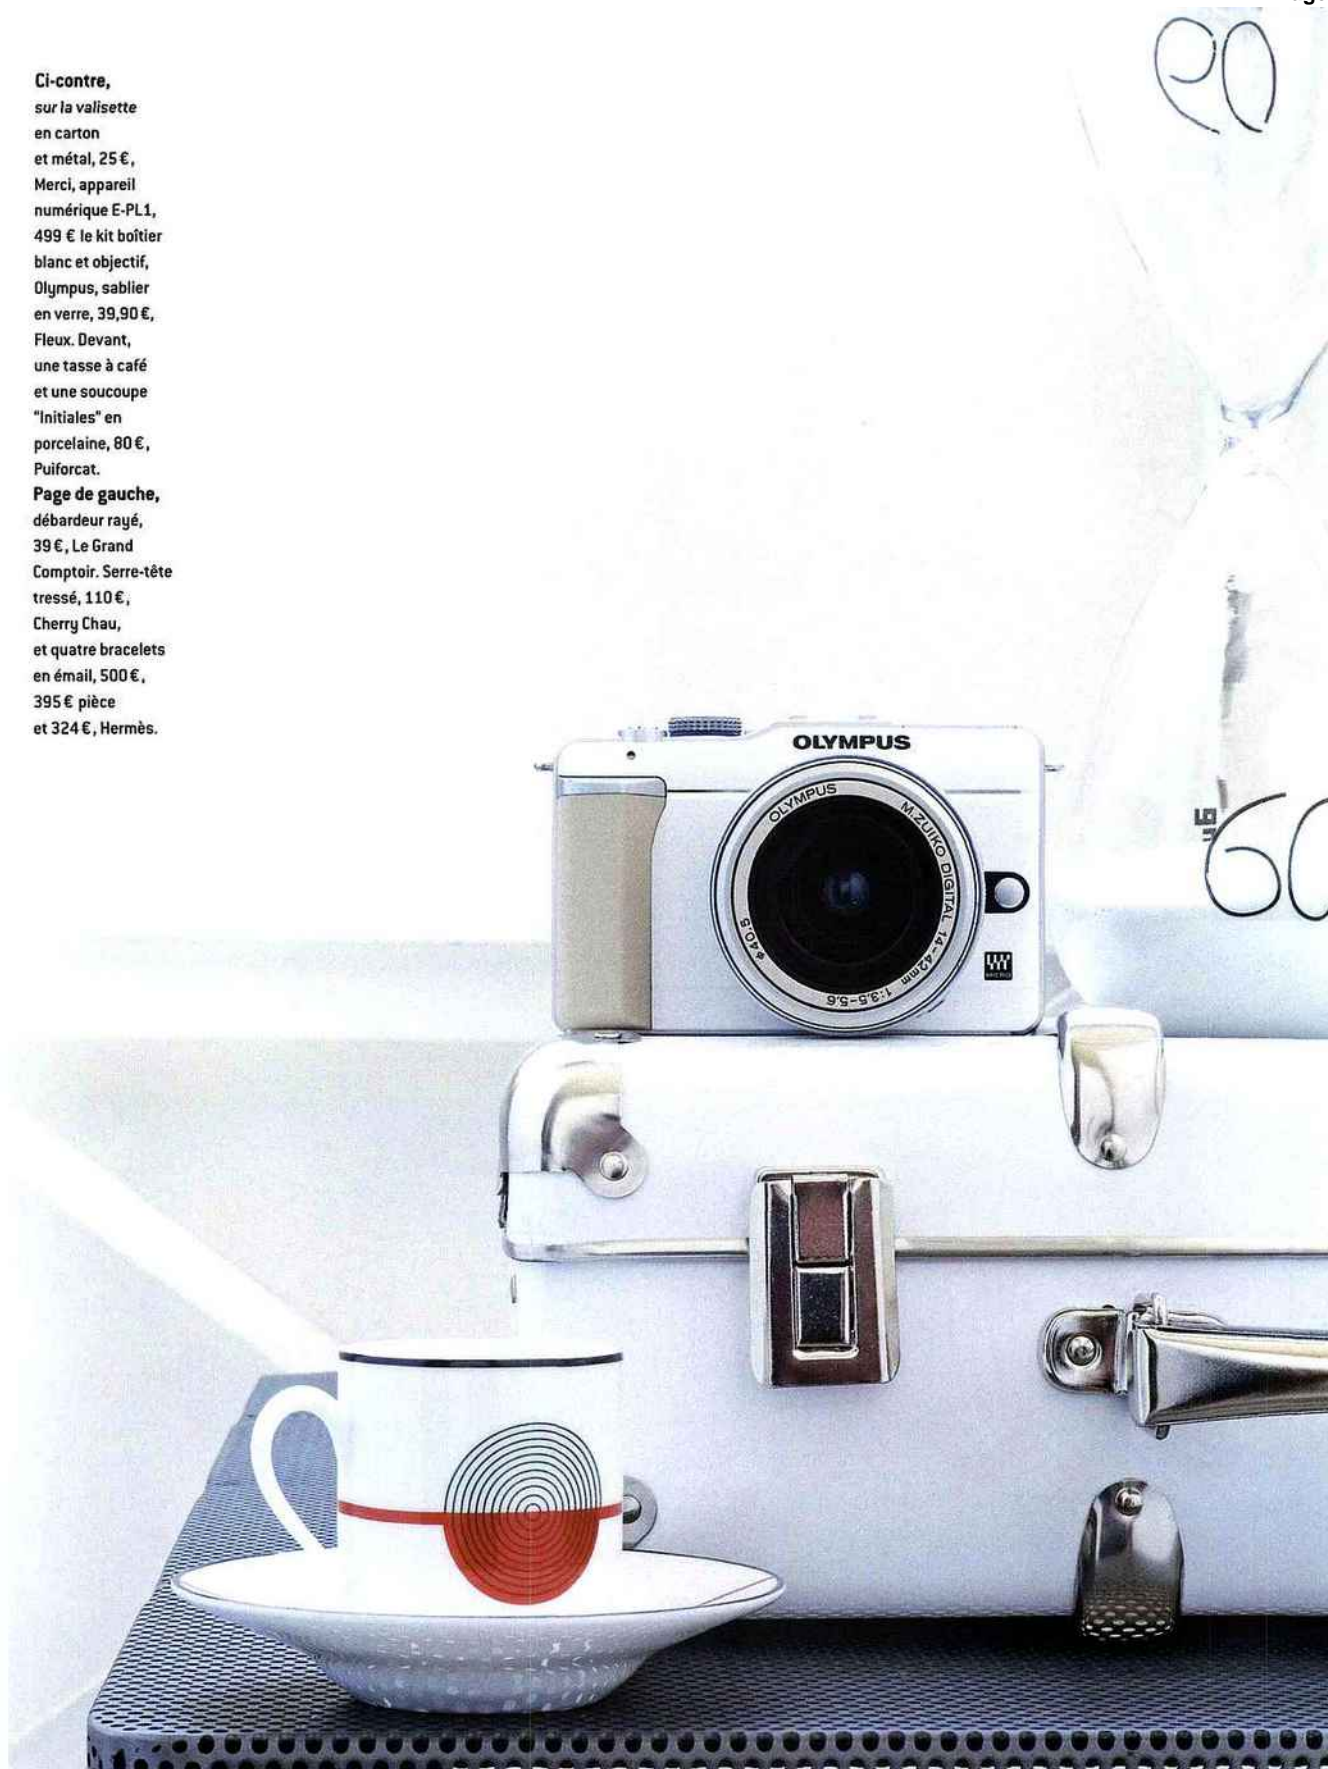 Ci-contre,
sur la valisette
en carton
et métal, 25 €,
Merci, appareil
numérique E-PL1,
499 € le kit boîtier
blanc et objectif,
Olympus, sablier
en verre, 39,90 €,
Fleux. Devant,
une tasse à café
et une soucoupe
"Initiales" en
porcelaine, 80 €,
Puiforcat.
Page de gauche,
débardeur rayé,
39 €, Le Grand
Comptoir. Serre-tête
tressé, 110 €,
Cherry Chau,
et quatre bracelets
en émail, 500 €,
395 € pièce
et 324 €, Hermès.
OLYMPUS
OLYMPUS M.ZUIKO DIGITAL 14-42mm 1:3.5-5.6 φ40.5
MICRO
60
60